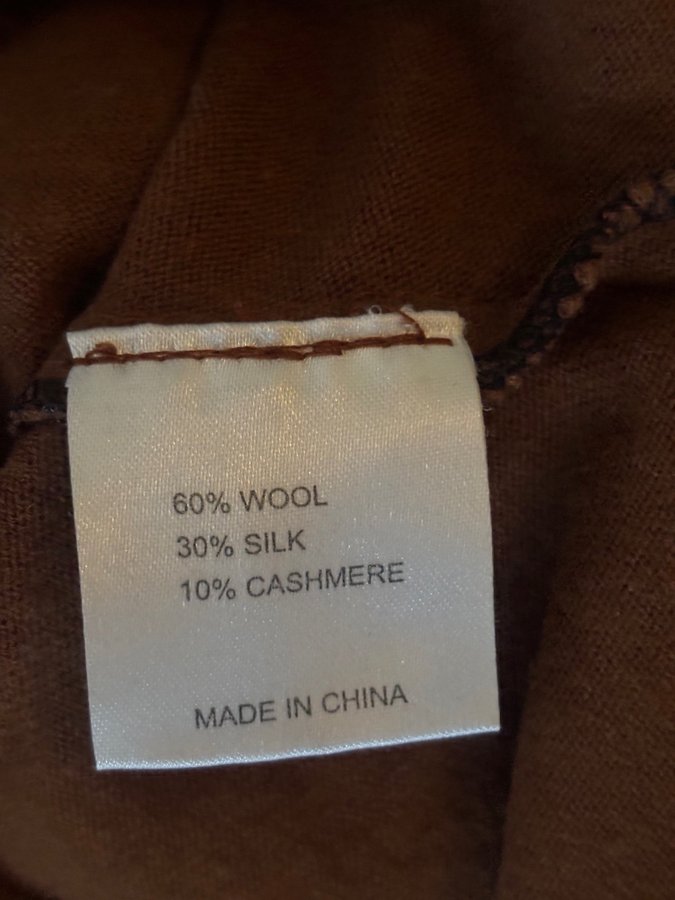 60% WOOL
30% SILK
10% CASHMERE
MADE IN CHINA